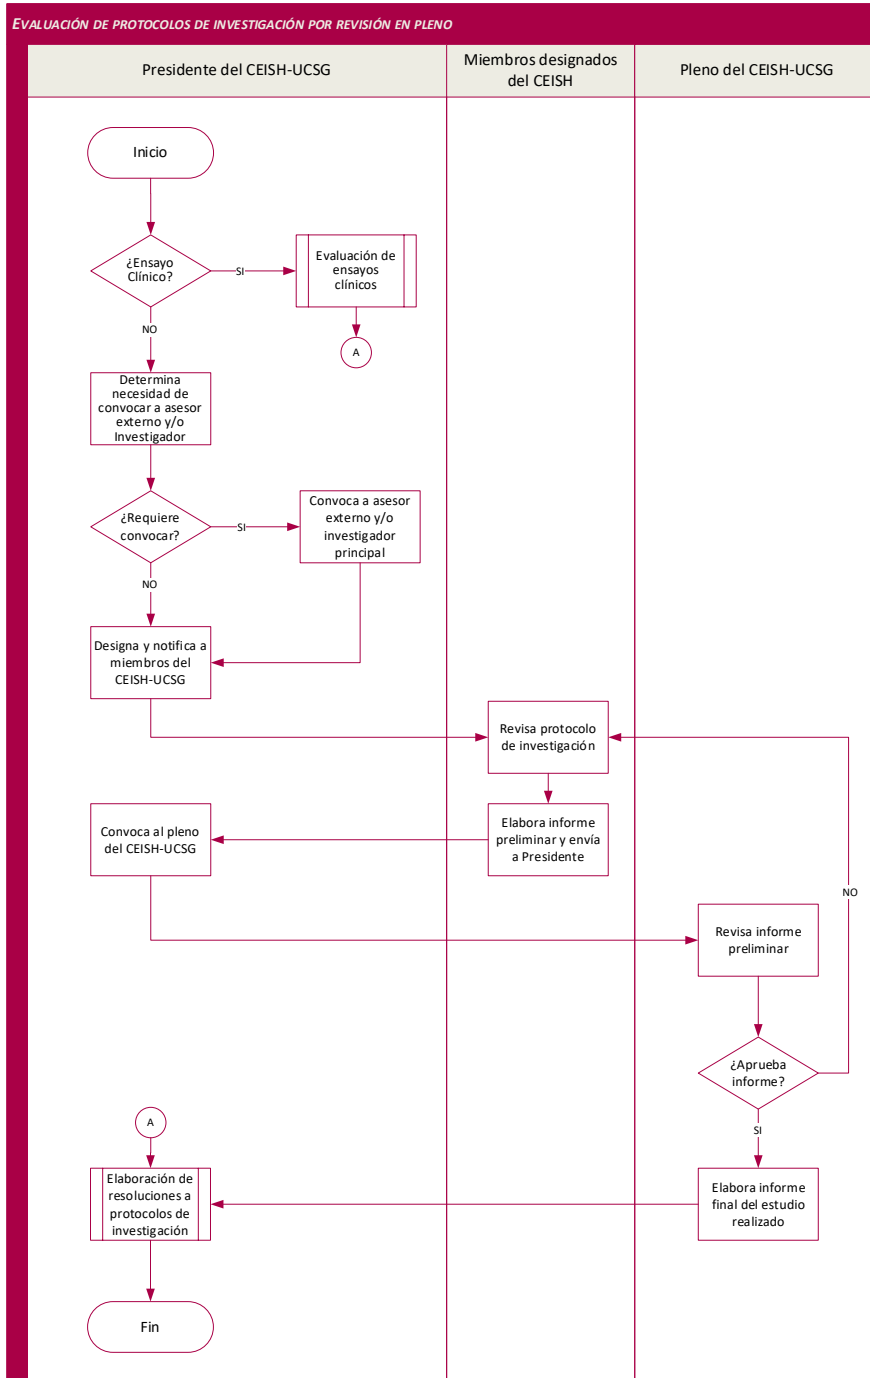 EVALUACIÓN DE PROTOCOLOS DE INVESTIGACIÓN POR REVISIÓN EN PLENO
Presidente del CEISH-UCSG
Miembros designados
del CEISH
Pleno del CEISH-UCSG
Inicio
¿Ensayo
Clínico?
SI
Evaluación de
ensayos
clínicos
A
NO
Determina
necesidad de
convocar a asesor
externo y/o
Investigador
¿Requiere
convocar?
SI
Convoca a asesor
externo y/o
investigador
principal
NO
Designa y notifica a
miembros del
CEISH-UCSG
Revisa protocolo
de investigación
Elabora informe
preliminar y envía
a Presidente
Convoca al pleno
del CEISH-UCSG
Revisa informe
preliminar
NO
¿Aprueba
informe?
SI
Elabora informe
final del estudio
realizado
A
Elaboración de
resoluciones a
protocolos de
investigación
Fin